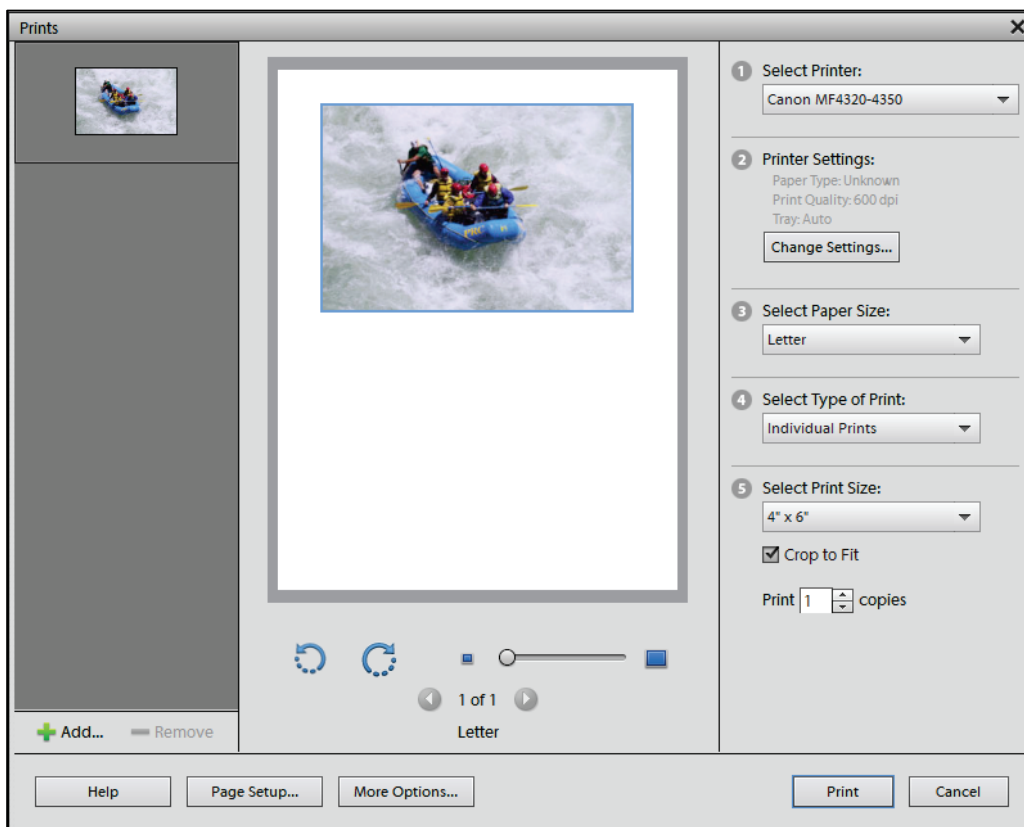 Prints
1 Select Printer:
Canon MF4320-4350
2 Printer Settings:
Paper Type: Unknown
Print Quality: 600 dpi
Tray: Auto
Change Settings...
3 Select Paper Size:
Letter
4 Select Type of Print:
Individual Prints
5 Select Print Size:
4" x 6"
Crop to Fit
Print 1 copies
PRC
1 of 1
Letter
Add... Remove
Help Page Setup... More Options... Print Cancel